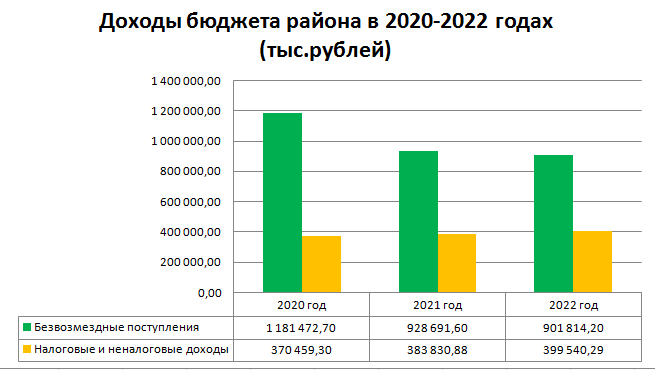 Доходы бюджета района в 2020-2022 годах
(тыс.рублей)
1 400 000,00
1 200 000,00
1 000 000,00
800 000,00
600 000,00
400 000,00
200 000,00
0,00
2020 год 2021 год 2022 год
Безвозмездные поступления 1 181 472,70 928 691,60 901 814,20
Налоговые и неналоговые доходы 370 459,30 383 830,88 399 540,29